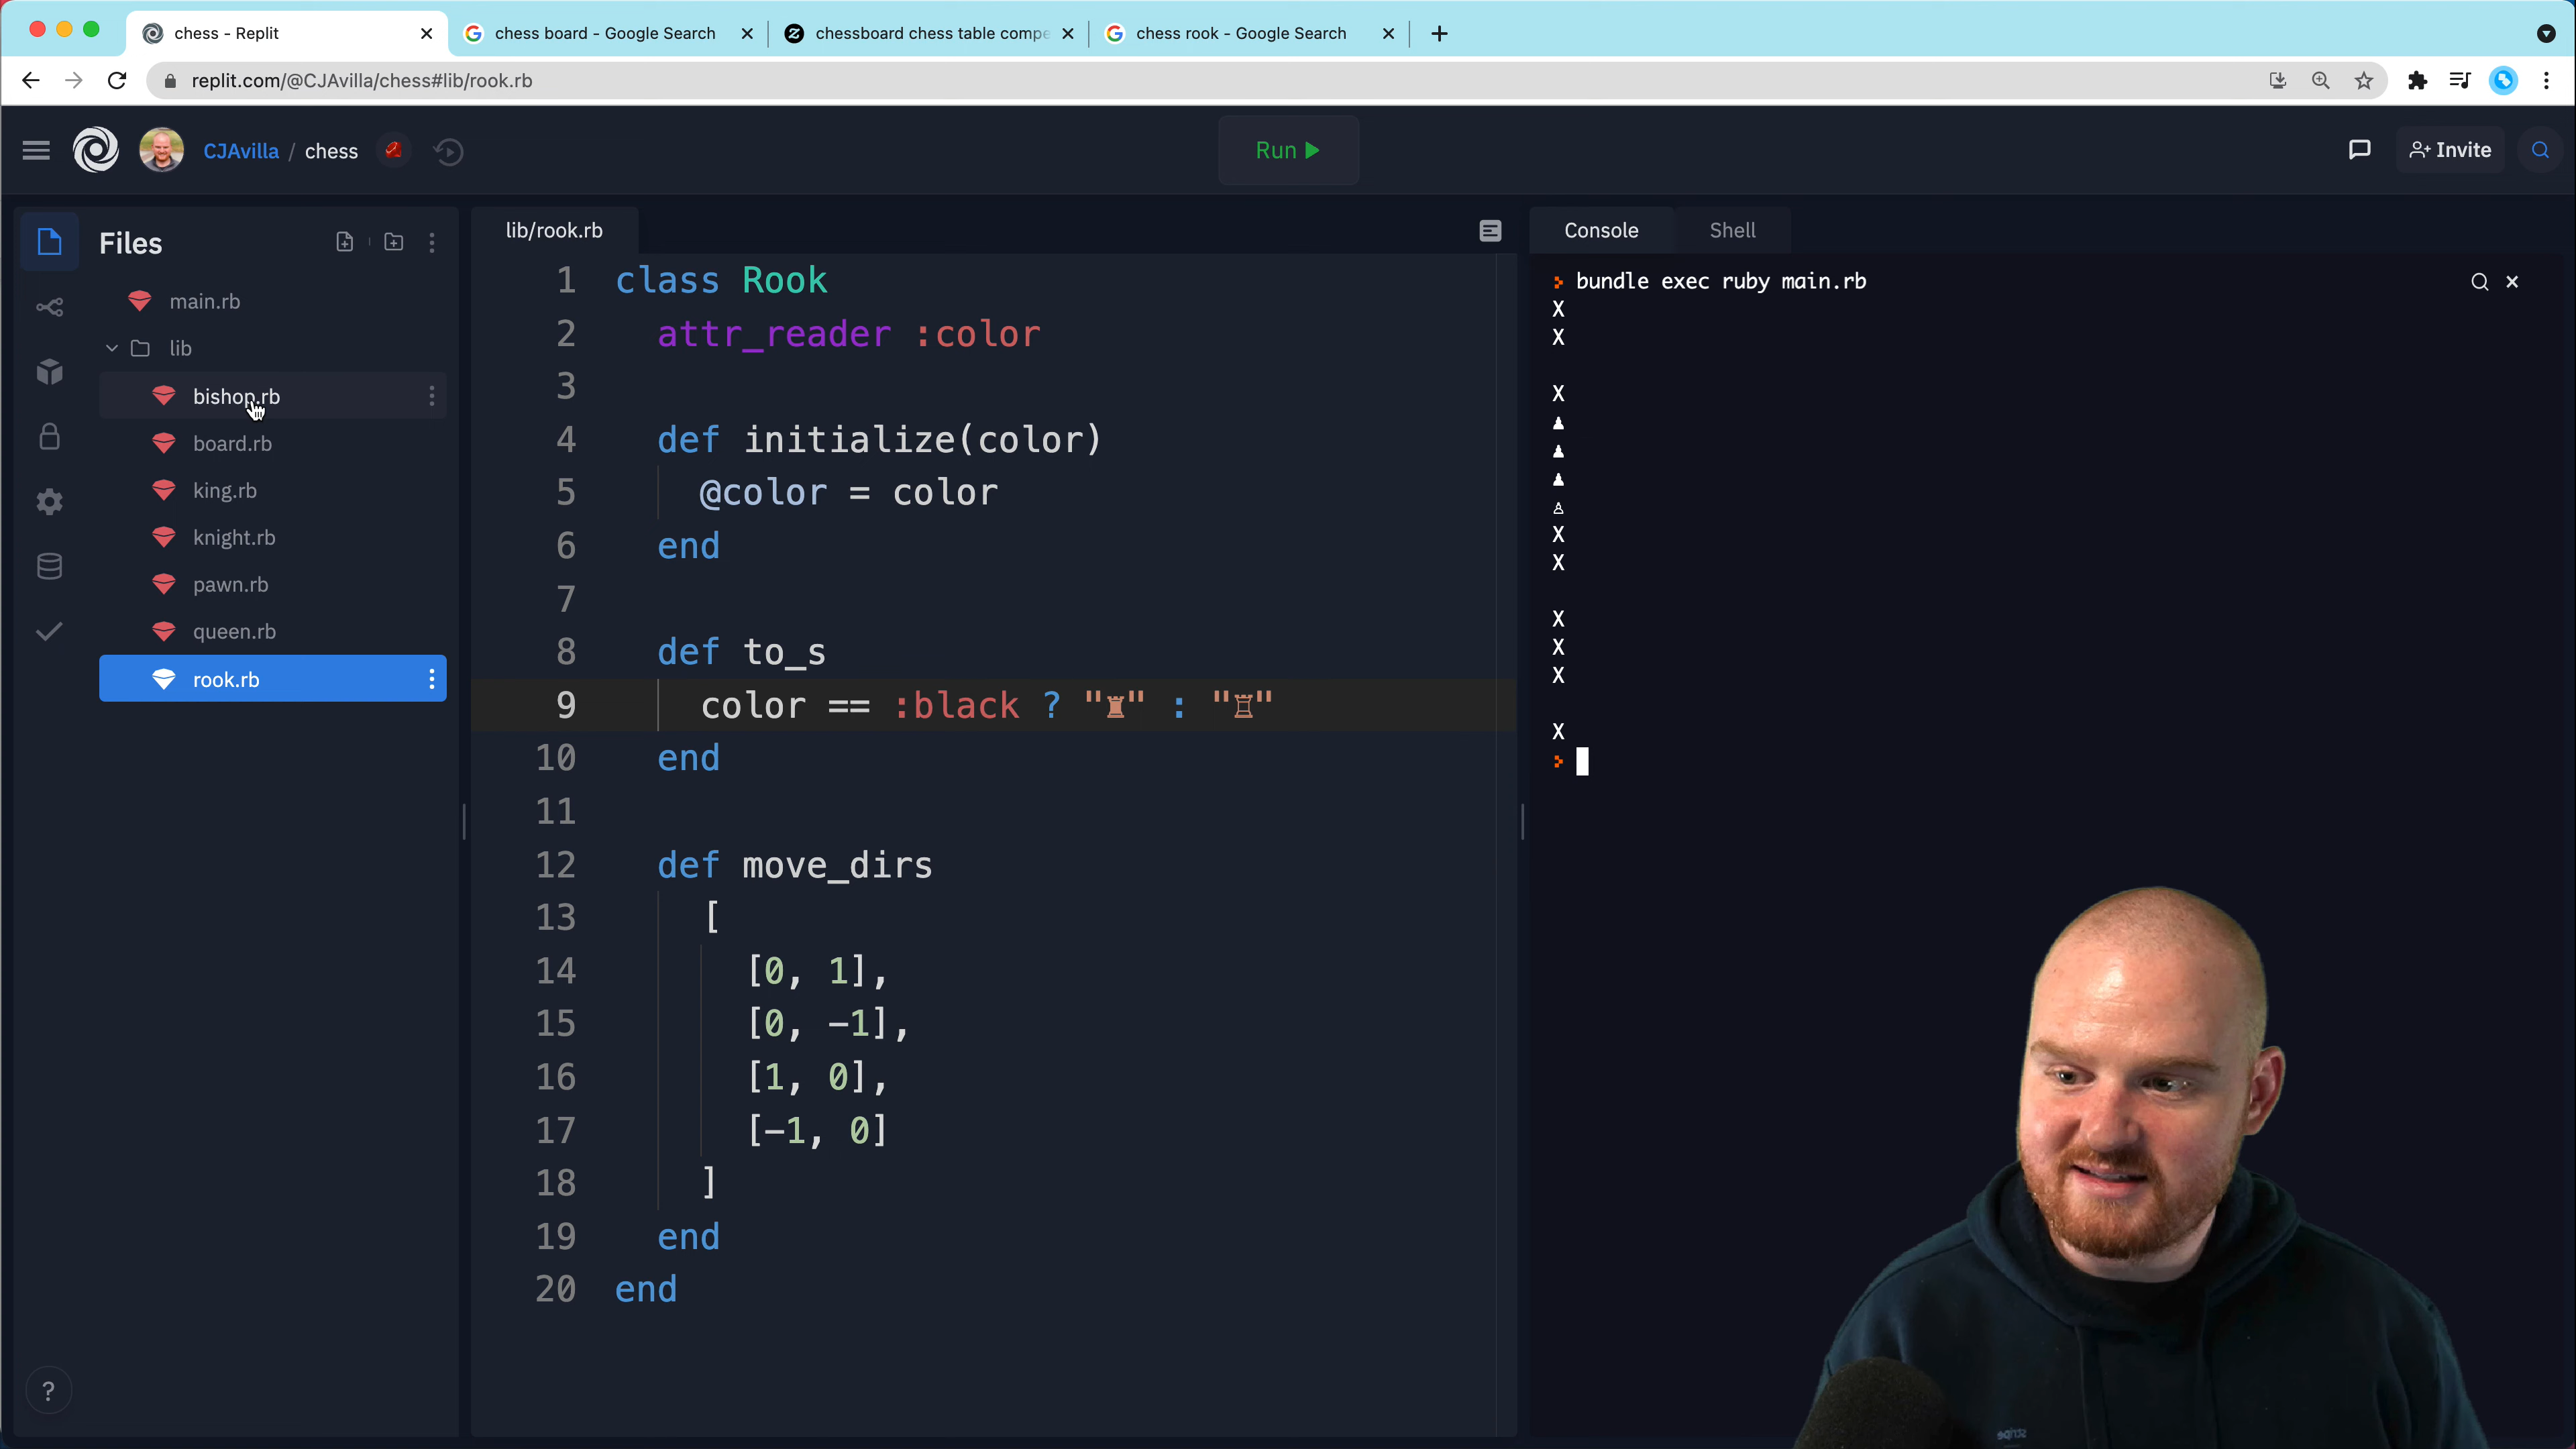 chess - Replit
chess board - Google Search
chessboard chess table compe
chess rook - Google Search
replit.com/@CJAvilla/chess#lib/rook.rb
CJAvilla / chess
Run
Invite
Files
main.rb
lib
bishop.rb
board.rb
king.rb
knight.rb
pawn.rb
queen.rb
rook.rb
?
lib/rook.rb
1 class Rook
2 attr_reader :color
3
4 def initialize(color)
5 @color = color
6 end
7
8 def to_s
9 color == :black ? "♜" : "♖"
10 end
11
12 def move_dirs
13 [
14 [0, 1],
15 [0, -1],
16 [1, 0],
17 [-1, 0]
18 ]
19 end
20 end
Console
Shell
bundle exec ruby main.rb
X
X
X
♟
♟
♟
♙
X
X
X
X
X
X
stripe